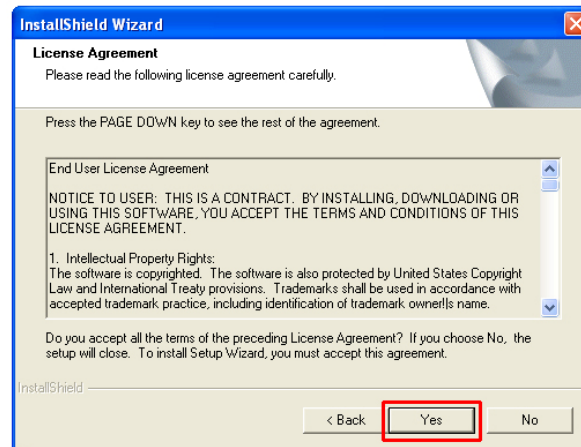 InstallShield Wizard
License Agreement
Please read the following license agreement carefully.
Press the PAGE DOWN key to see the rest of the agreement.
End User License Agreement
NOTICE TO USER: THIS IS A CONTRACT. BY INSTALLING, DOWNLOADING OR
USING THIS SOFTWARE, YOU ACCEPT THE TERMS AND CONDITIONS OF THIS
LICENSE AGREEMENT.
1. Intellectual Property Rights:
The software is copyrighted. The software is also protected by United States Copyright
Law and International Treaty provisions. Trademarks shall be used in accordance with
accepted trademark practice, including identification of trademark owner!|s name.
Do you accept all the terms of the preceding License Agreement? If you choose No, the
setup will close. To install Setup Wizard, you must accept this agreement.
InstallShield
< Back Yes No